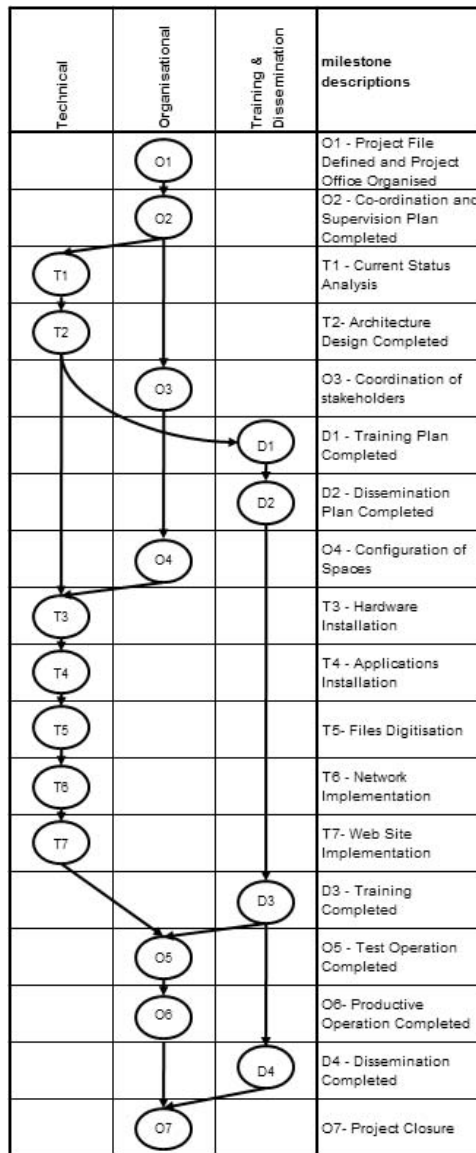 Technical
Organisational
Training &
Dissemination
milestone
descriptions
O1
O1 - Project File
Defined and Project
Office Organised
O2
O2 - Co-ordination and
Supervision Plan
Completed
T1
T1 - Current Status
Analysis
T2
T2- Architecture
Design Completed
O3
O3 - Coordination of
stakeholders
D1
D1 - Training Plan
Completed
D2
D2 - Dissemination
Plan Completed
O4
O4 - Configuration of
Spaces
T3
T3 - Hardware
Installation
T4
T4 - Applications
Installation
T5
T5- Files Digitisation
T6
T6 - Network
Implementation
T7
T7- Web Site
Implementation
D3
D3 - Training
Completed
O5
O5 - Test Operation
Completed
O6
O6- Productive
Operation Completed
D4
D4 - Dissemination
Completed
O7
O7- Project Closure